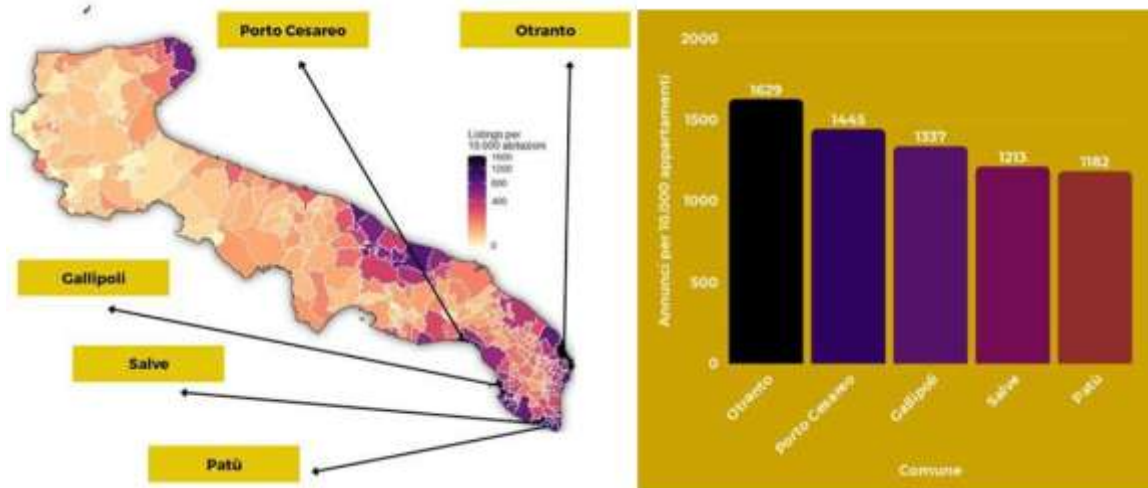 Porto Cesareo
Otranto
Listings per
10.000 abitazioni
1600
1200
800
400
0
Gallipoli
Salve
Patù
2000
1500
1000
500
0
Annunci per 10.000 appartamenti
1629
1445
1337
1213
1182
Otranto
Porto Cesareo
Gallipoli
Salve
Patù
Comune